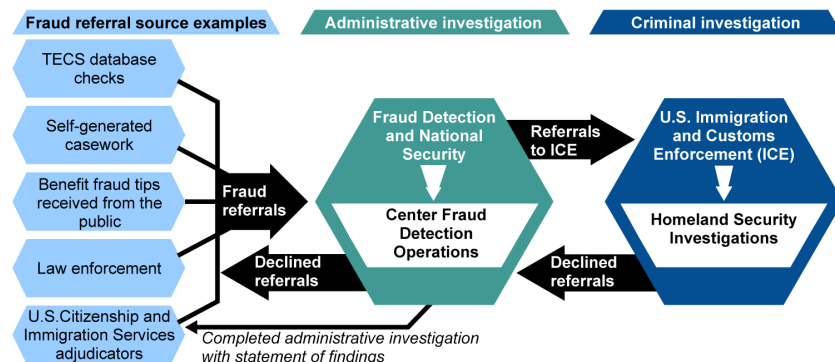 Fraud referral source examples
TECS database
checks
Self-generated
casework
Benefit fraud tips
received from the
public
Law enforcement
U.S.Citizenship and
Immigration Services
adjudicators
Fraud
referrals
Declined
referrals
Administrative investigation
Fraud Detection
and National
Security
Center Fraud
Detection
Operations
Completed administrative investigation
with statement of findings
Referrals
to ICE
Declined
referrals
Criminal investigation
U.S. Immigration
and Customs
Enforcement (ICE)
Homeland Security
Investigations